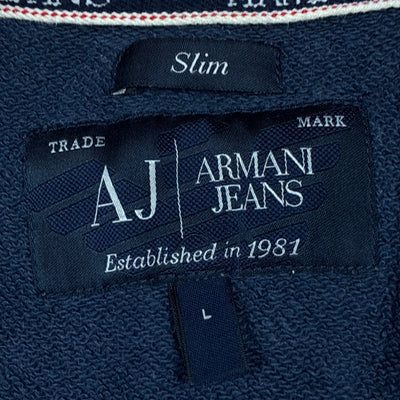 Slim
TRADE MARK
AJ ARMANI
JEANS
Established in 1981
L